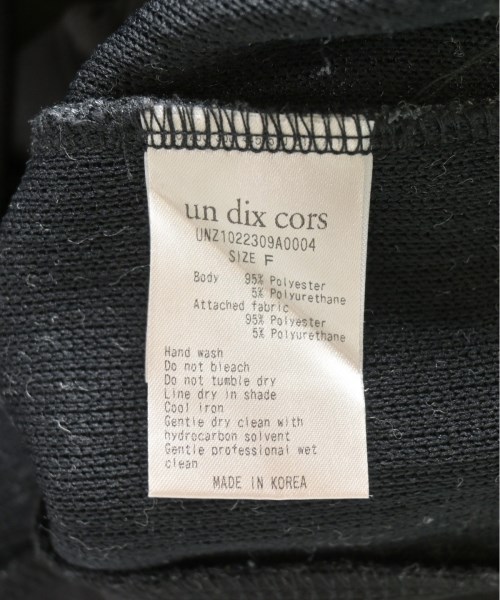 un dix cors
UNZ1022309A0004
SIZE F
Body 95% Polyester
5% Polyurethane
Attached fabric
95% Polyester
5% Polyurethane
Hand wash
Do not bleach
Do not tumble dry
Line dry in shade
Cool iron
Gentle dry clean with
hydrocarbon solvent
Gentle professional wet
clean
MADE IN KOREA